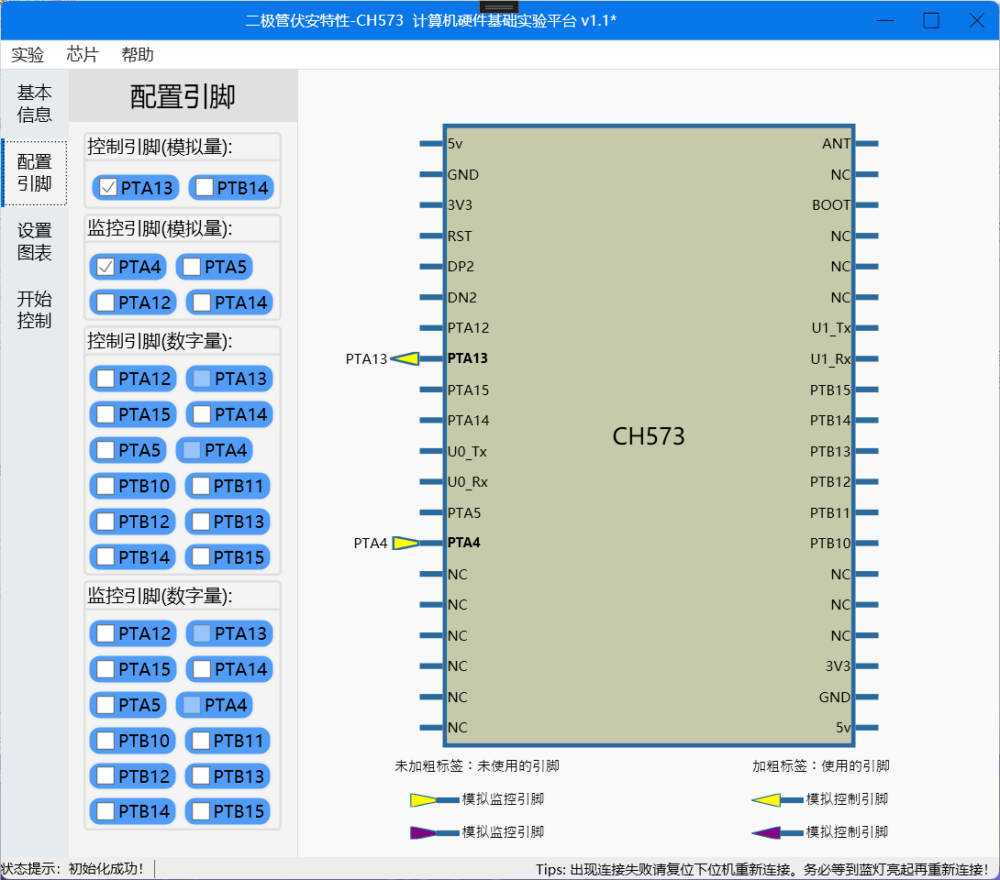 二极管伏安特性-CH573 计算机硬件基础实验平台 v1.1*
实验 芯片 帮助
基本
信息
配置
引脚
设置
图表
开始
控制
配置引脚
控制引脚(模拟量):
PTA13 PTB14
监控引脚(模拟量):
PTA4 PTA5
PTA12 PTA14
控制引脚(数字量):
PTA12 PTA13
PTA15 PTA14
PTA5 PTA4
PTB10 PTB11
PTB12 PTB13
PTB14 PTB15
监控引脚(数字量):
PTA12 PTA13
PTA15 PTA14
PTA5 PTA4
PTB10 PTB11
PTB12 PTB13
PTB14 PTB15
5v ANT
GND NC
3V3 BOOT
RST NC
DP2 NC
DN2 NC
PTA12 U1_Tx
PTA13 PTA13 U1_Rx
PTA15 PTB15
PTA14 PTB14
CH573
U0_Tx PTB13
U0_Rx PTB12
PTA5 PTB11
PTA4 PTA4 PTB10
NC NC
NC NC
NC NC
NC 3V3
NC GND
NC 5v
未加粗标签：未使用的引脚 加粗标签：使用的引脚
模拟监控引脚 模拟控制引脚
模拟监控引脚 模拟控制引脚
状态提示: 初始化成功！ Tips: 出现连接失败请复位下位机重新连接。务必等到蓝灯亮起再重新连接！